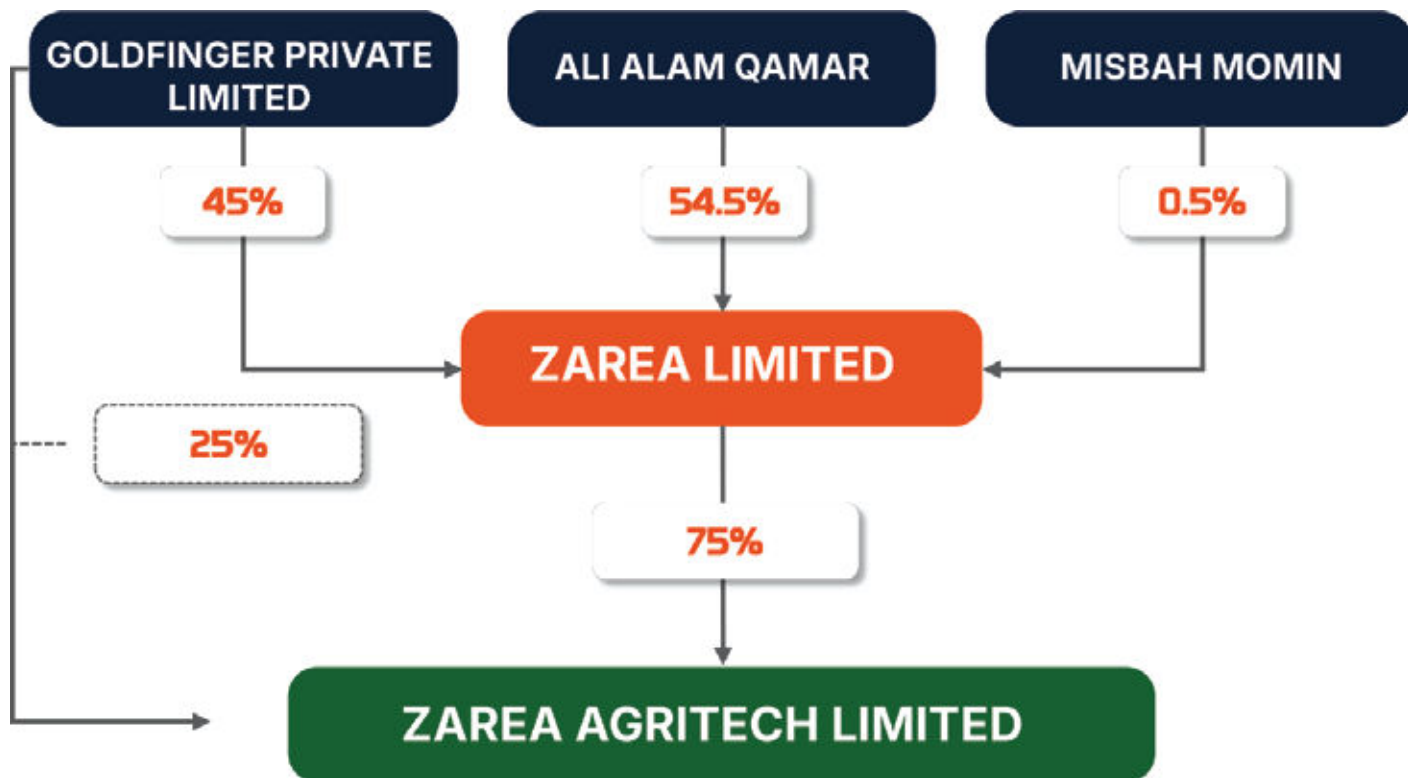 GOLDFINGER PRIVATE
LIMITED
ALI ALAM QAMAR
MISBAH MOMIN
45%
54.5%
0.5%
ZAREA LIMITED
25%
75%
ZAREA AGRITECH LIMITED